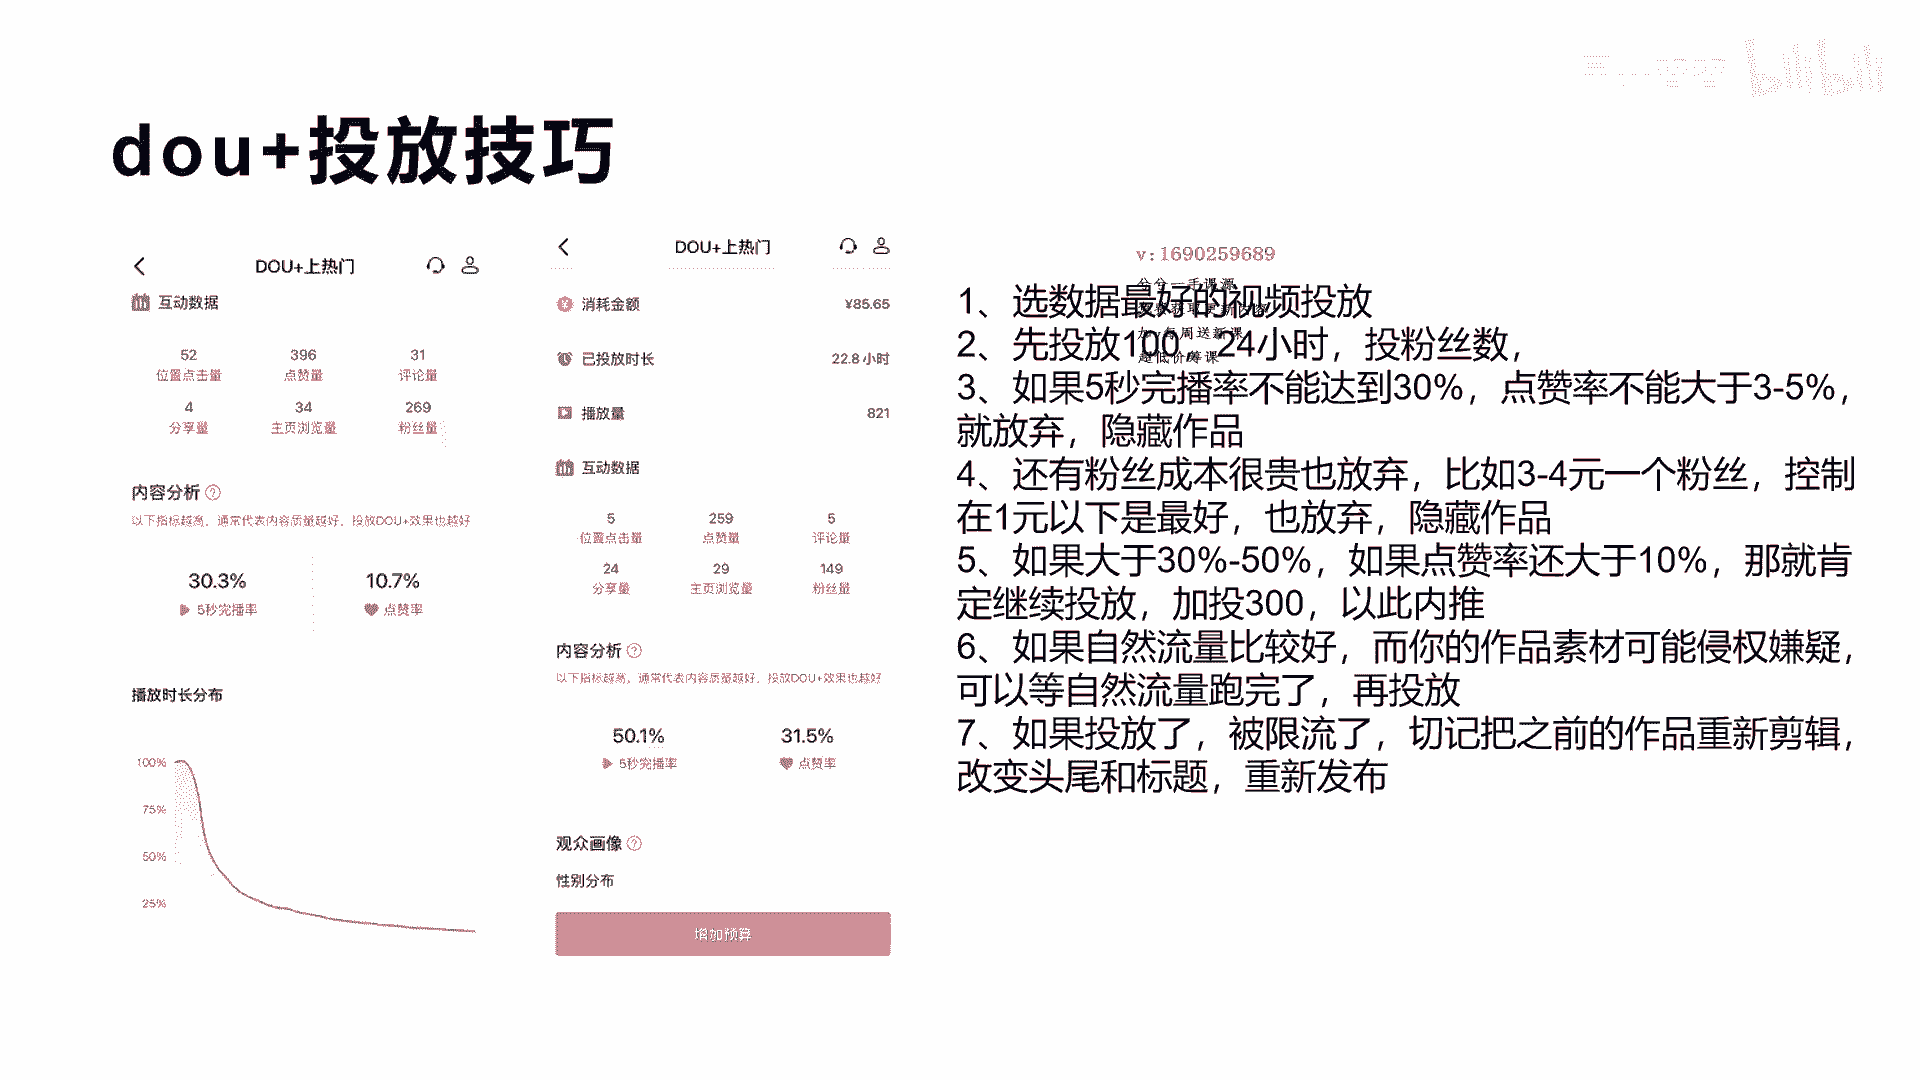 bilibili
dou+投放技巧
DOU+上热门
互动数据
52 396 31
位置点击量 点赞量 评论量
4 34 269
分享量 主页浏览量 粉丝量
内容分析
以下指标越高，通常代表内容质量越好，投放DOU+效果也越好
30.3% 10.7%
5秒完播率 点赞率
播放时长分布
100%
75%
50%
25%
DOU+上热门
消耗金额 ¥85.65
已投放时长 22.8 小时
播放量 821
互动数据
5 259 5
位置点击量 点赞量 评论量
24 29 149
分享量 主页浏览量 粉丝量
内容分析
以下指标越高，通常代表内容质量越好，投放DOU+效果也越好
50.1% 31.5%
5秒完播率 点赞率
观众画像
性别分布
增加预算
v:1690259689
1、选数据最好的视频投放
2、先投放100，24小时，投粉丝数，
3、如果5秒完播率不能达到30%，点赞率不能大于3-5%，
就放弃，隐藏作品
4、还有粉丝成本很贵也放弃，比如3-4元一个粉丝，控制
在1元以下是最好，也放弃，隐藏作品
5、如果大于30%-50%，如果点赞率还大于10%，那就肯
定继续投放，加投300，以此内推
6、如果自然流量比较好，而你的作品素材可能侵权嫌疑，
可以等自然流量跑完了，再投放
7、如果投放了，被限流了，切记把之前的作品重新剪辑，
改变头尾和标题，重新发布